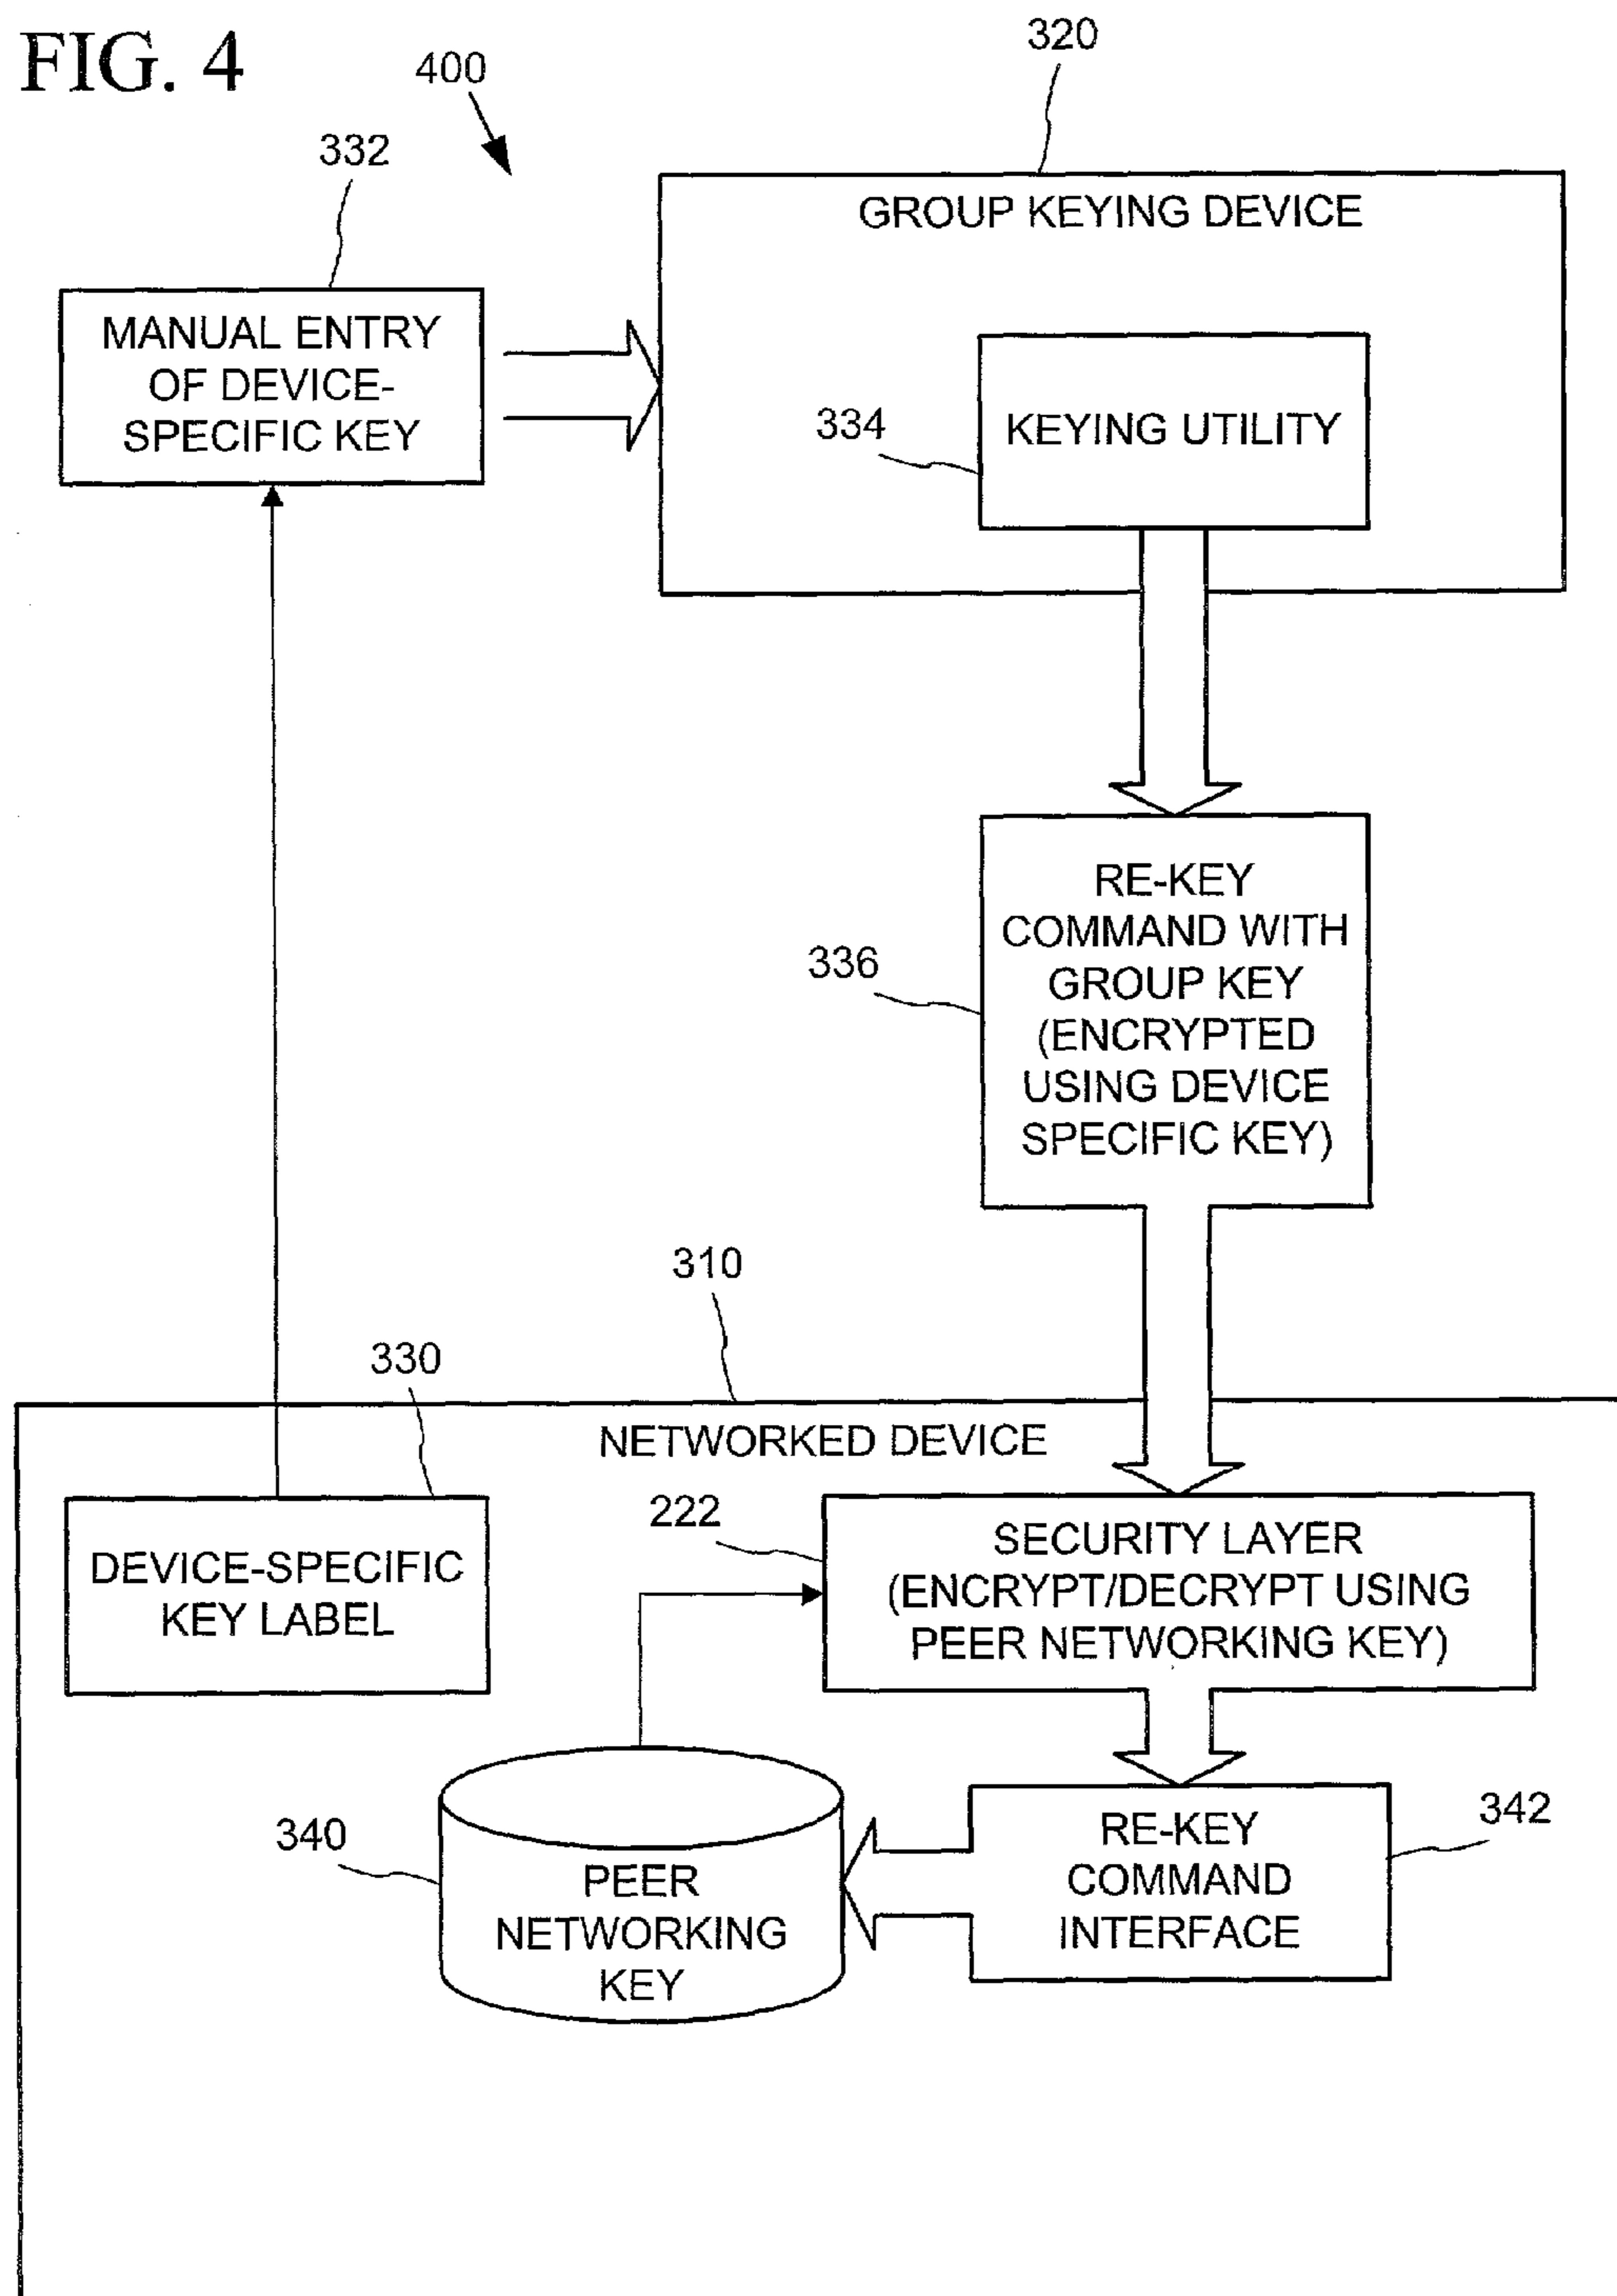 FIG. 4
400
320
332
GROUP KEYING DEVICE
MANUAL ENTRY
OF DEVICE-
SPECIFIC KEY
334
KEYING UTILITY
RE-KEY
COMMAND WITH
GROUP KEY
(ENCRYPTED
USING DEVICE
SPECIFIC KEY)
336
310
330
NETWORKED DEVICE
DEVICE-SPECIFIC
KEY LABEL
222
SECURITY LAYER
(ENCRYPT/DECRYPT USING
PEER NETWORKING KEY)
340
PEER
NETWORKING
KEY
RE-KEY
COMMAND
INTERFACE
342